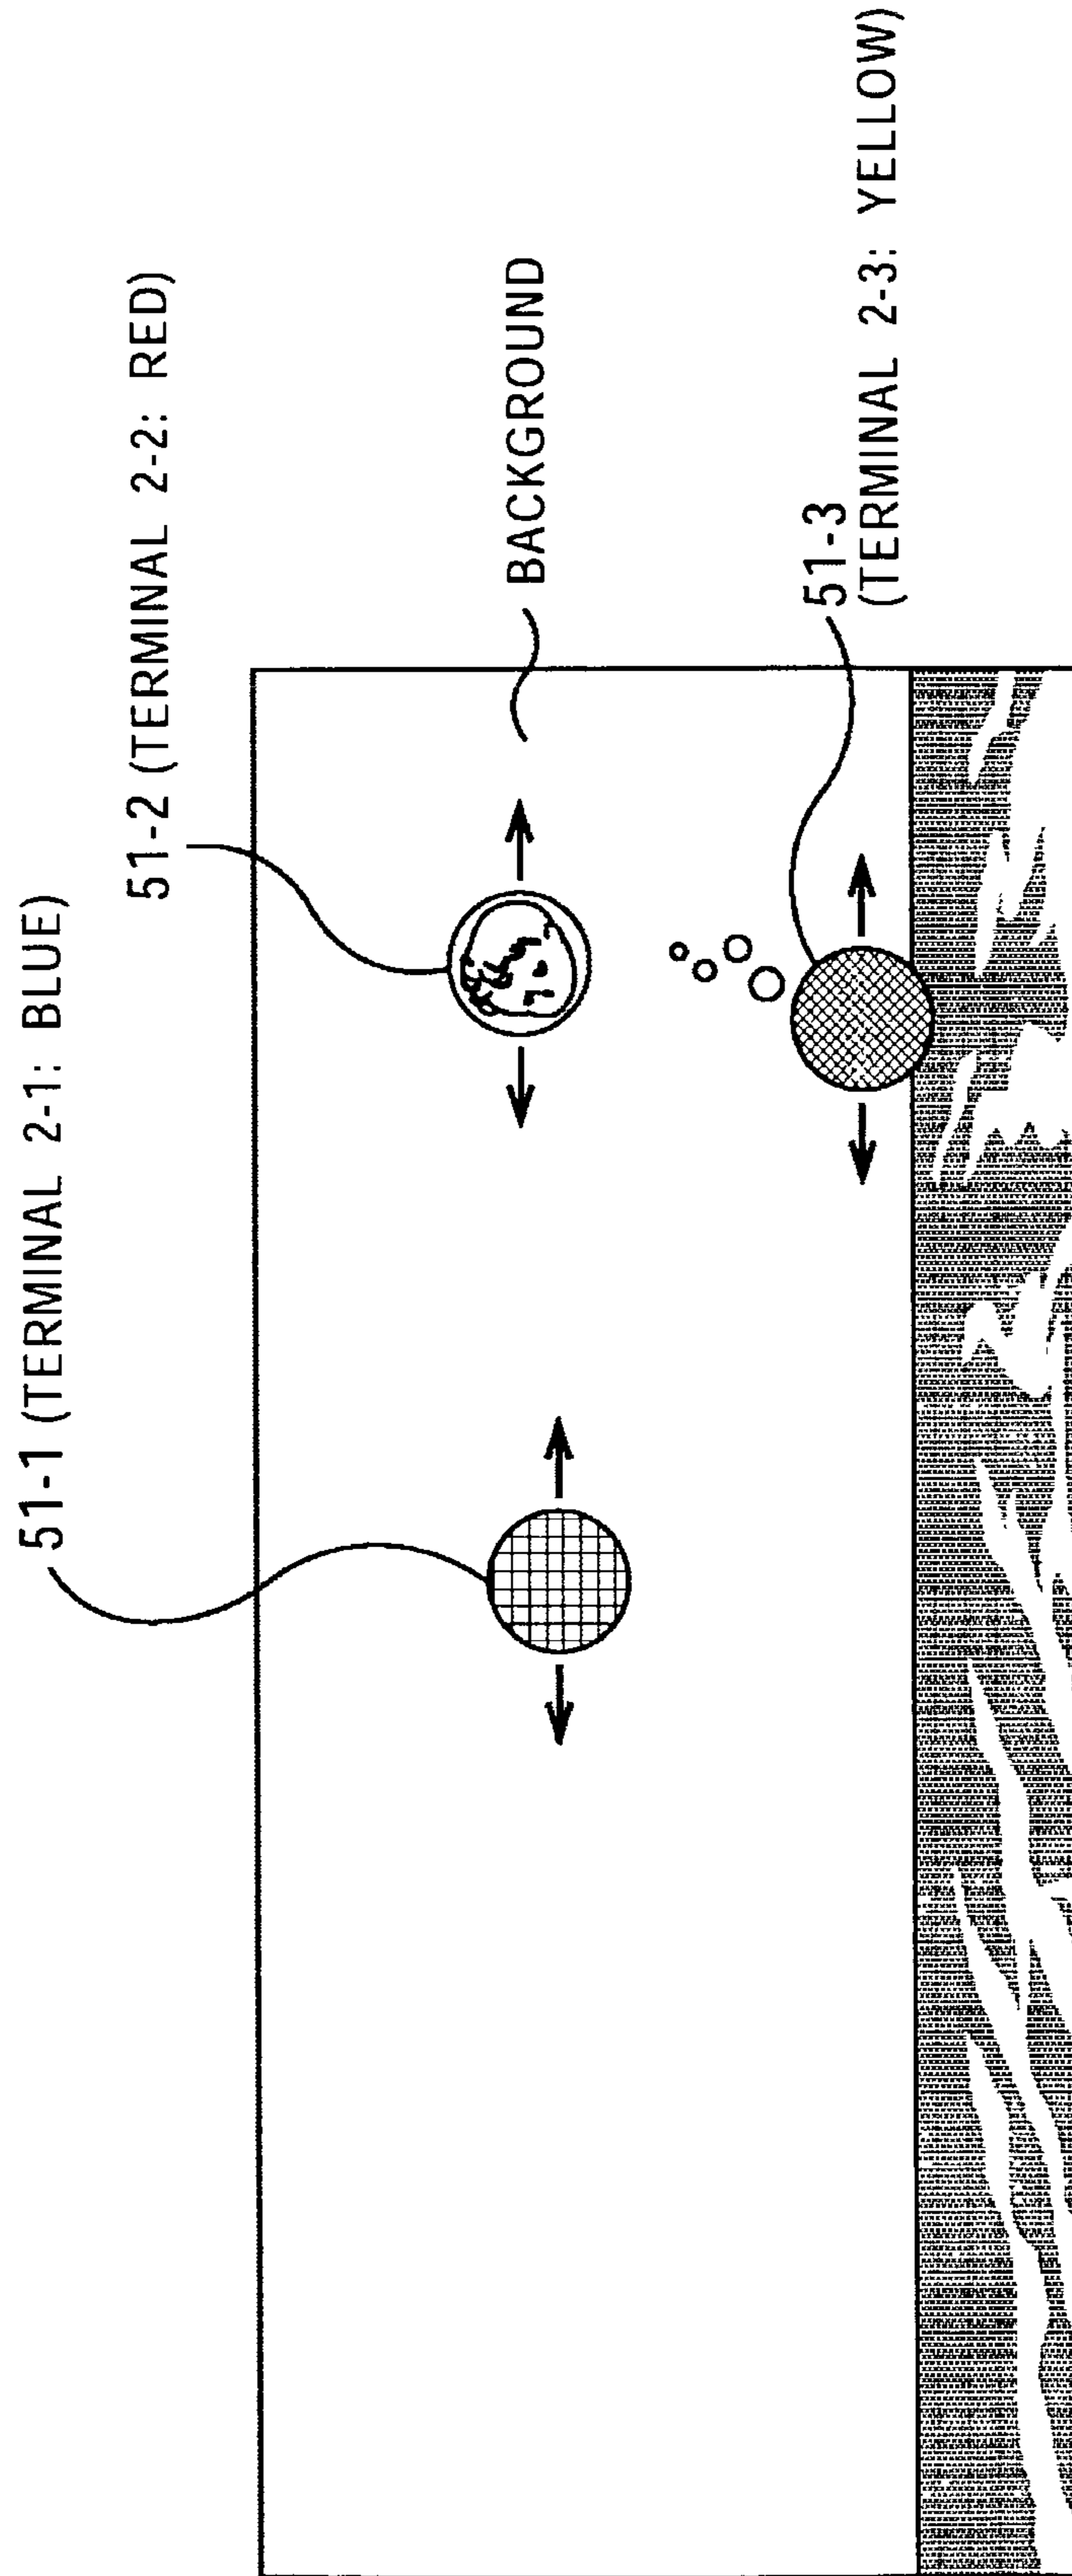 51-1 (TERMINAL 2-1: BLUE)
51-2 (TERMINAL 2-2: RED)
BACKGROUND
51-3
(TERMINAL 2-3: YELLOW)